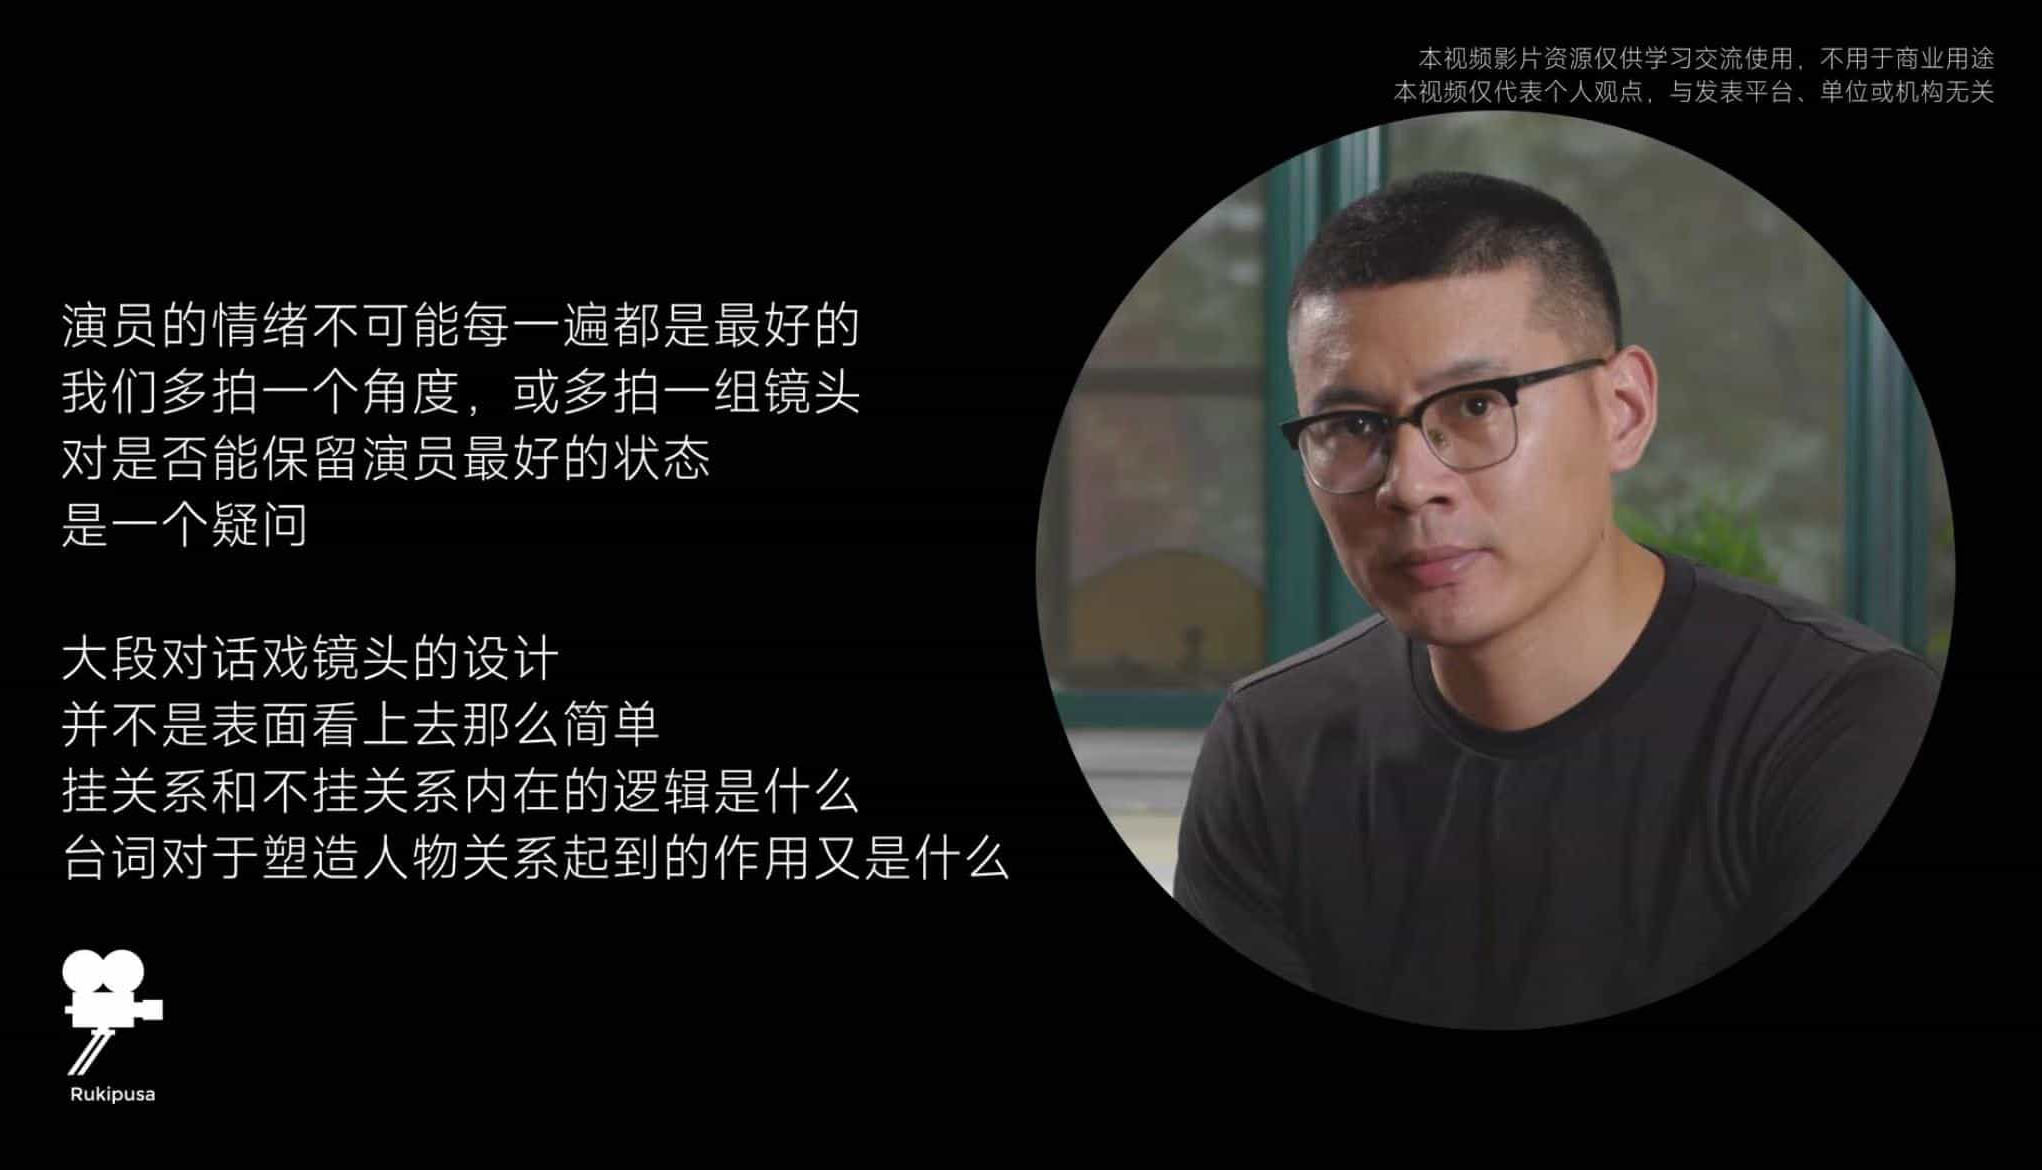 本视频影片资源仅供学习交流使用，不用于商业用途
本视频仅代表个人观点，与发表平台、单位或机构无关
演员的情绪不可能每一遍都是最好的
我们多拍一个角度，或多拍一组镜头
对是否能保留演员最好的状态
是一个疑问
大段对话戏镜头的设计
并不是表面看上去那么简单
挂关系和不挂关系内在的逻辑是什么
台词对于塑造人物关系起到的作用又是什么
Rukipusa